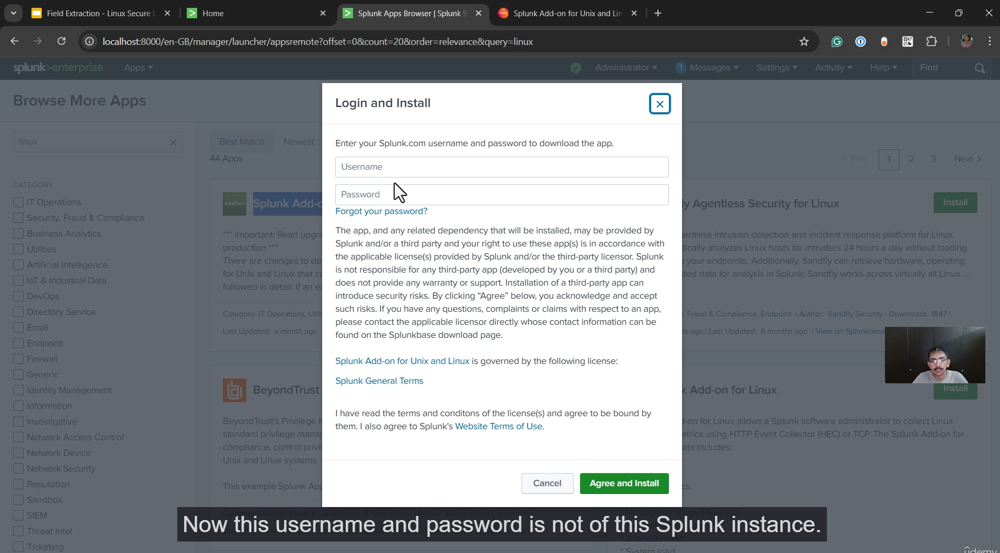 Field Extraction - Linux Secure L
Home
Splunk Apps Browser | Splunk 9
Splunk Add-on for Unix and Lin
localhost:8000/en-GB/manager/launcher/appsremote?offset=0&count=20&order=relevance&query=linux
splunk>enterprise
Apps
Administrator
1 Messages
Settings
Activity
Help
Find
Browse More Apps
linux
Best Match
Newest
44 Apps
< Prev
1
2
3
Next >
CATEGORY
IT Operations
Security, Fraud & Compliance
Business Analytics
Utilities
Artificial Intelligence
IoT & Industrial Data
DevOps
Directory Service
Email
Endpoint
Firewall
Generic
Identity Management
Information
Investigative
Network Access Control
Network Device
Network Security
Reputation
Sandbox
SIEM
Threat Intel
Ticketing
AddOn+
Splunk Add-o
*** Important: Read upgra
production ***
There are changes to de
for Unix and Linux that ca
followed in detail. If an e
Category: IT Operations, Utili
Last Updated: a month ago
BeyondTrust
BeyondTrust's Privilege M
standard privilege manag
compliance, control privil
Unix and Linux systems.
This example Splunk App
Login and Install
Enter your Splunk.com username and password to download the app.
Username
Password
Forgot your password?
The app, and any related dependency that will be installed, may be provided by
Splunk and/or a third party and your right to use these app(s) is in accordance with
the applicable license(s) provided by Splunk and/or the third-party licensor. Splunk
is not responsible for any third-party app (developed by you or a third party) and
does not provide any warranty or support. Installation of a third-party app can
introduce security risks. By clicking “Agree” below, you acknowledge and accept
such risks. If you have any questions, complaints or claims with respect to an app,
please contact the applicable licensor directly whose contact information can be
found on the Splunkbase download page.
Splunk Add-on for Unix and Linux is governed by the following license:
Splunk General Terms
I have read the terms and conditons of the license(s) and agree to be bound by
them. I also agree to Splunk's Website Terms of Use.
Cancel
Agree and Install
y Agentless Security for Linux
Install
entless intrusion detection and incident response platform for Linux.
tically analyzes Linux hosts for intruders 24 hours a day without loading
your endpoints. Additionally, Sandfly can retrieve hardware, operating
ted data for analysis in Splunk. Sandfly works across virtually all Linux ...
, Fraud & Compliance, Endpoint | Author: Sandfly Security | Downloads: 1847 |
s ago | Last Updated: 6 months ago | View on Splunkbase
k Add-on for Linux
Install
d-on for Linux allows a Splunk software administrator to collect Linux
etrics using HTTP Event Collector (HEC) or TCP. The Splunk Add-on for
ata includes:
cs.
Category: Security, Fraud & Compliance, IT Operations, | Author: BeyondTrust Corporation
* Mountpoint usage/FS usage
Now this username and password is not of this Splunk instance.
* Disk utilization
* System load
ûdemy